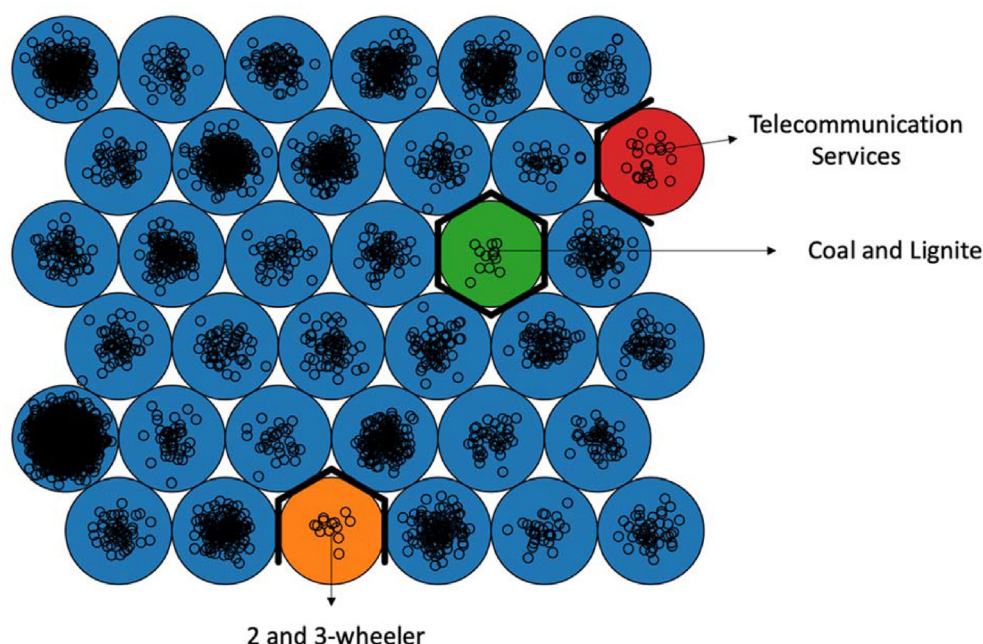 Telecommunication
Services
Coal and Lignite
2 and 3-wheeler